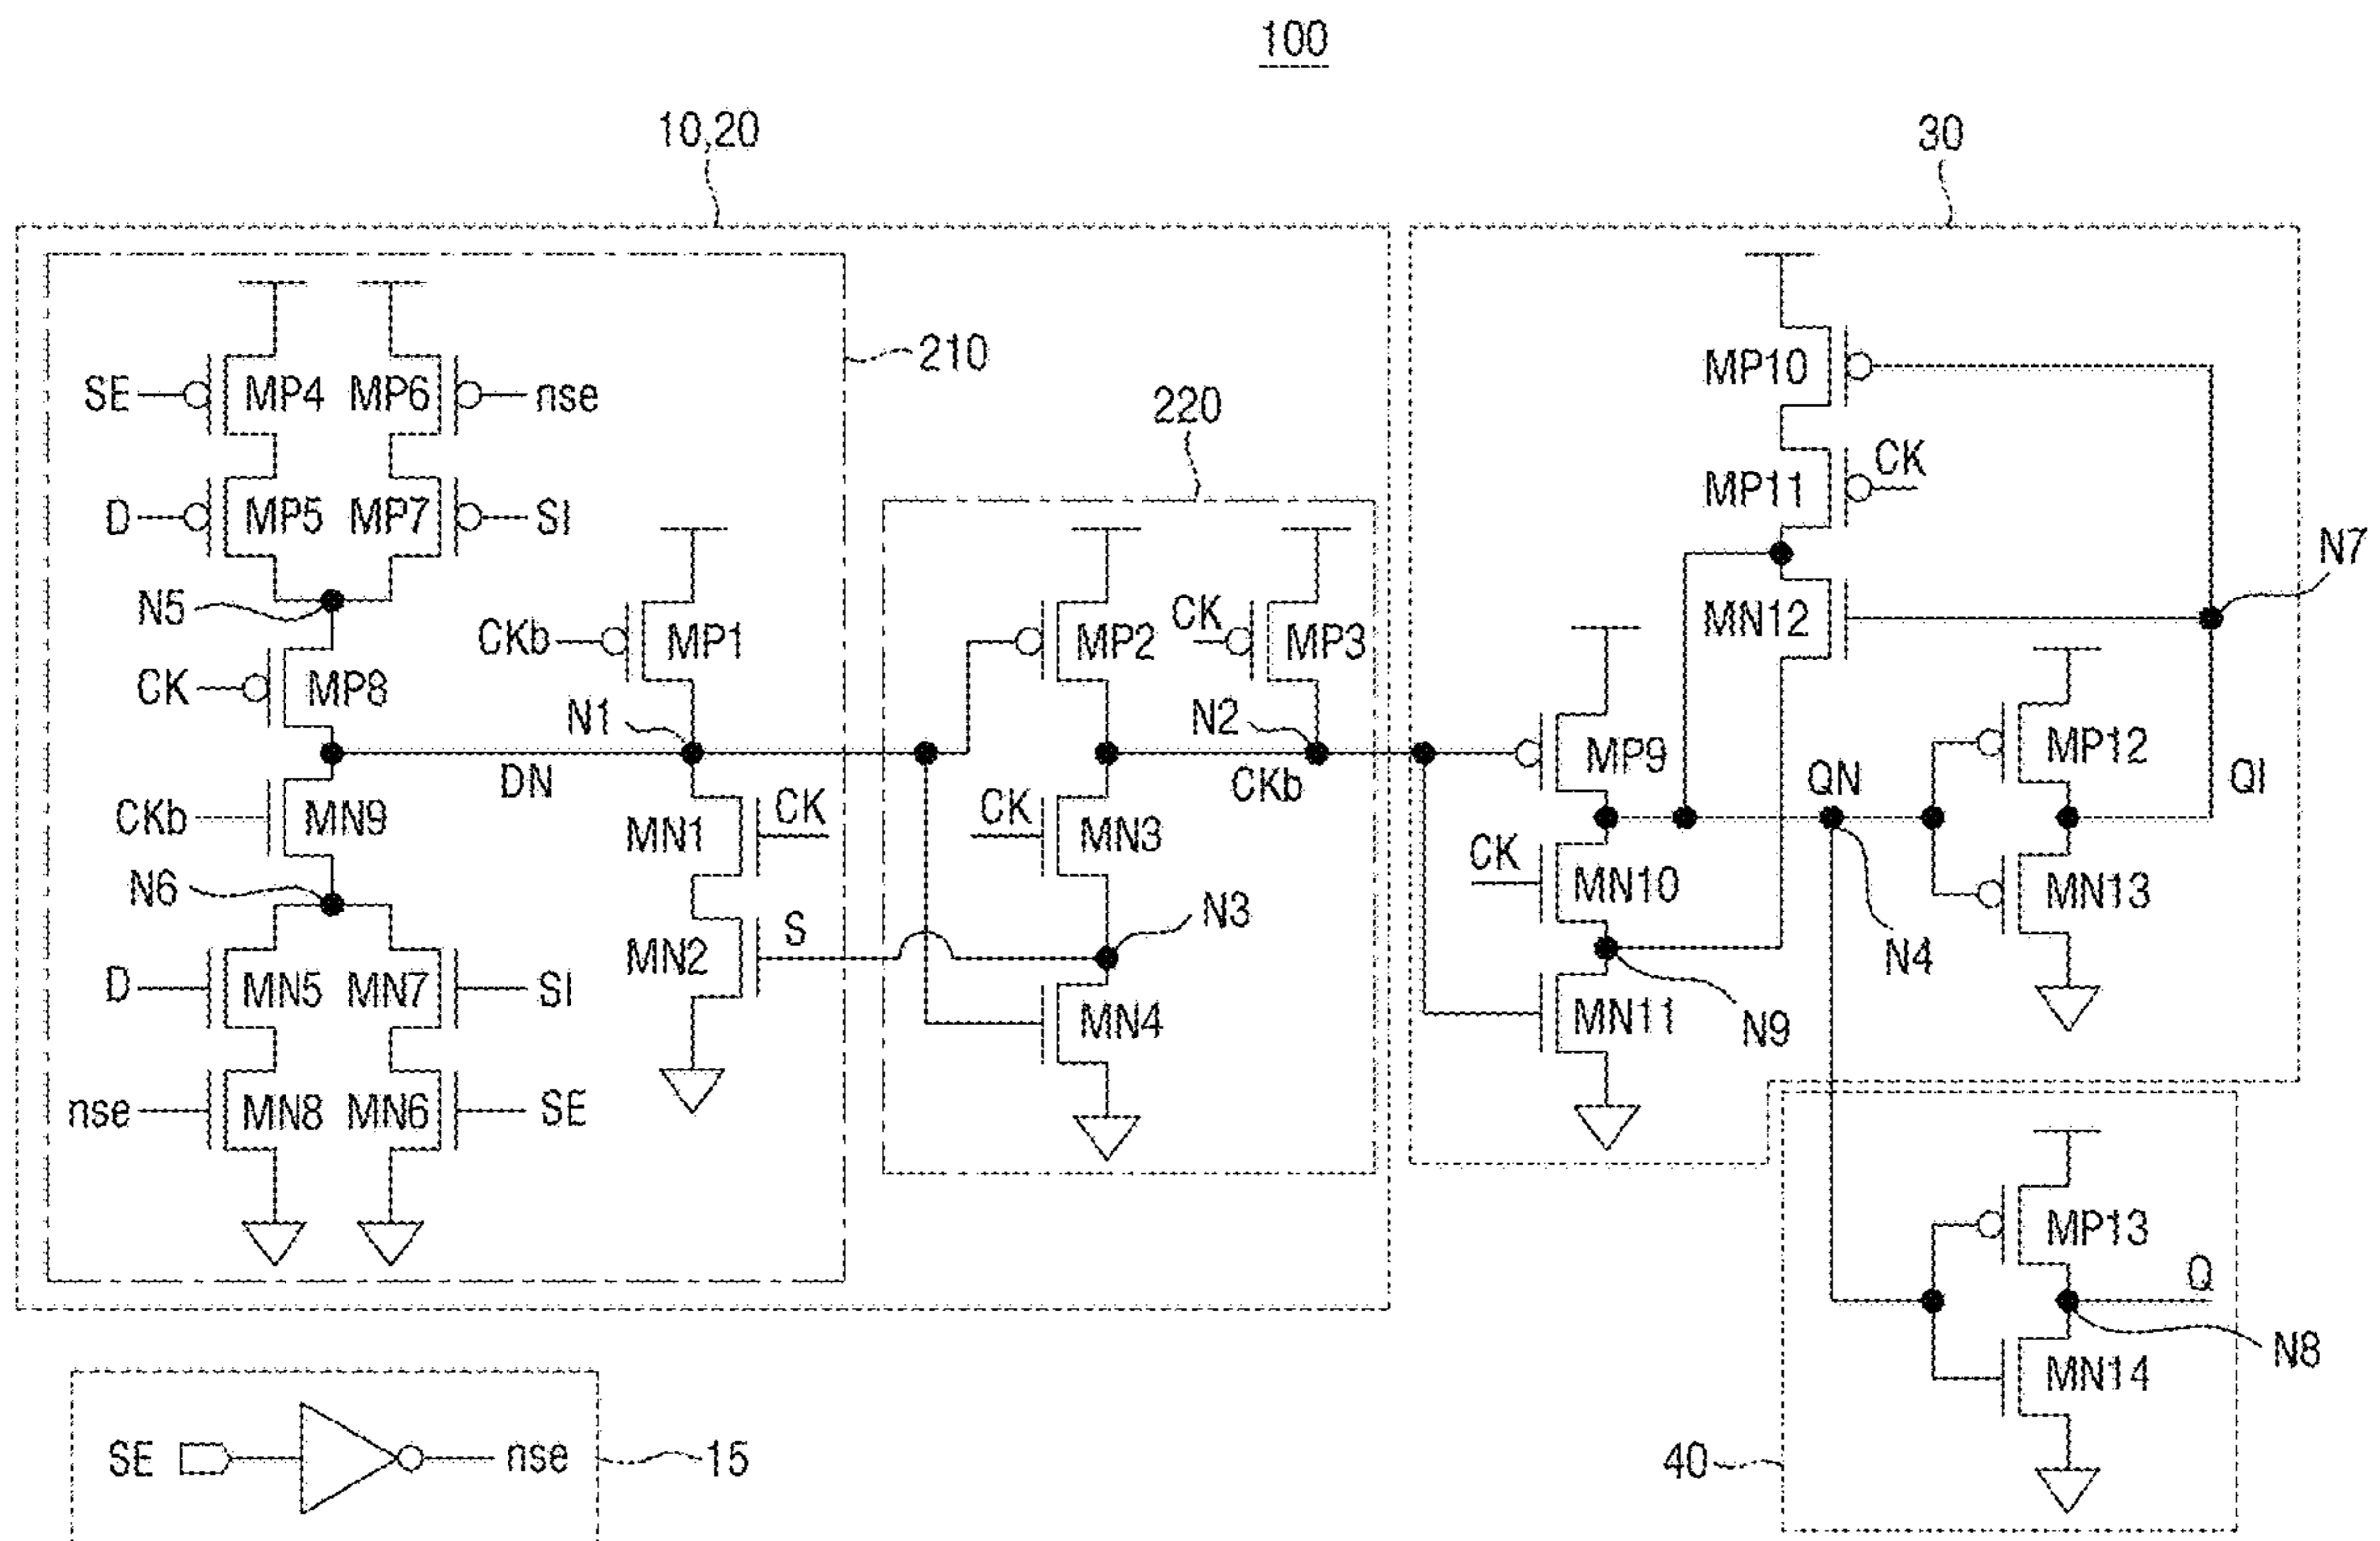 100
10,20
30
210
SE
MP4
MP6
nse
220
MP10
D
MP5
MP7
SI
MP11
CK
N7
N5
CKb
MP1
MP2
CK
MP3
MN12
CK
MP8
N1
N2
MP9
MP12
DN
CKb
QN
QI
CKb
MN9
MN1
CK
CK
MN3
CK
MN10
MN13
N6
N3
N4
S
MN2
D
MN5
MN7
SI
MN4
MN11
N9
nse
MN8
MN6
SE
MP13
Q
N8
MN14
SE
nse
15
40